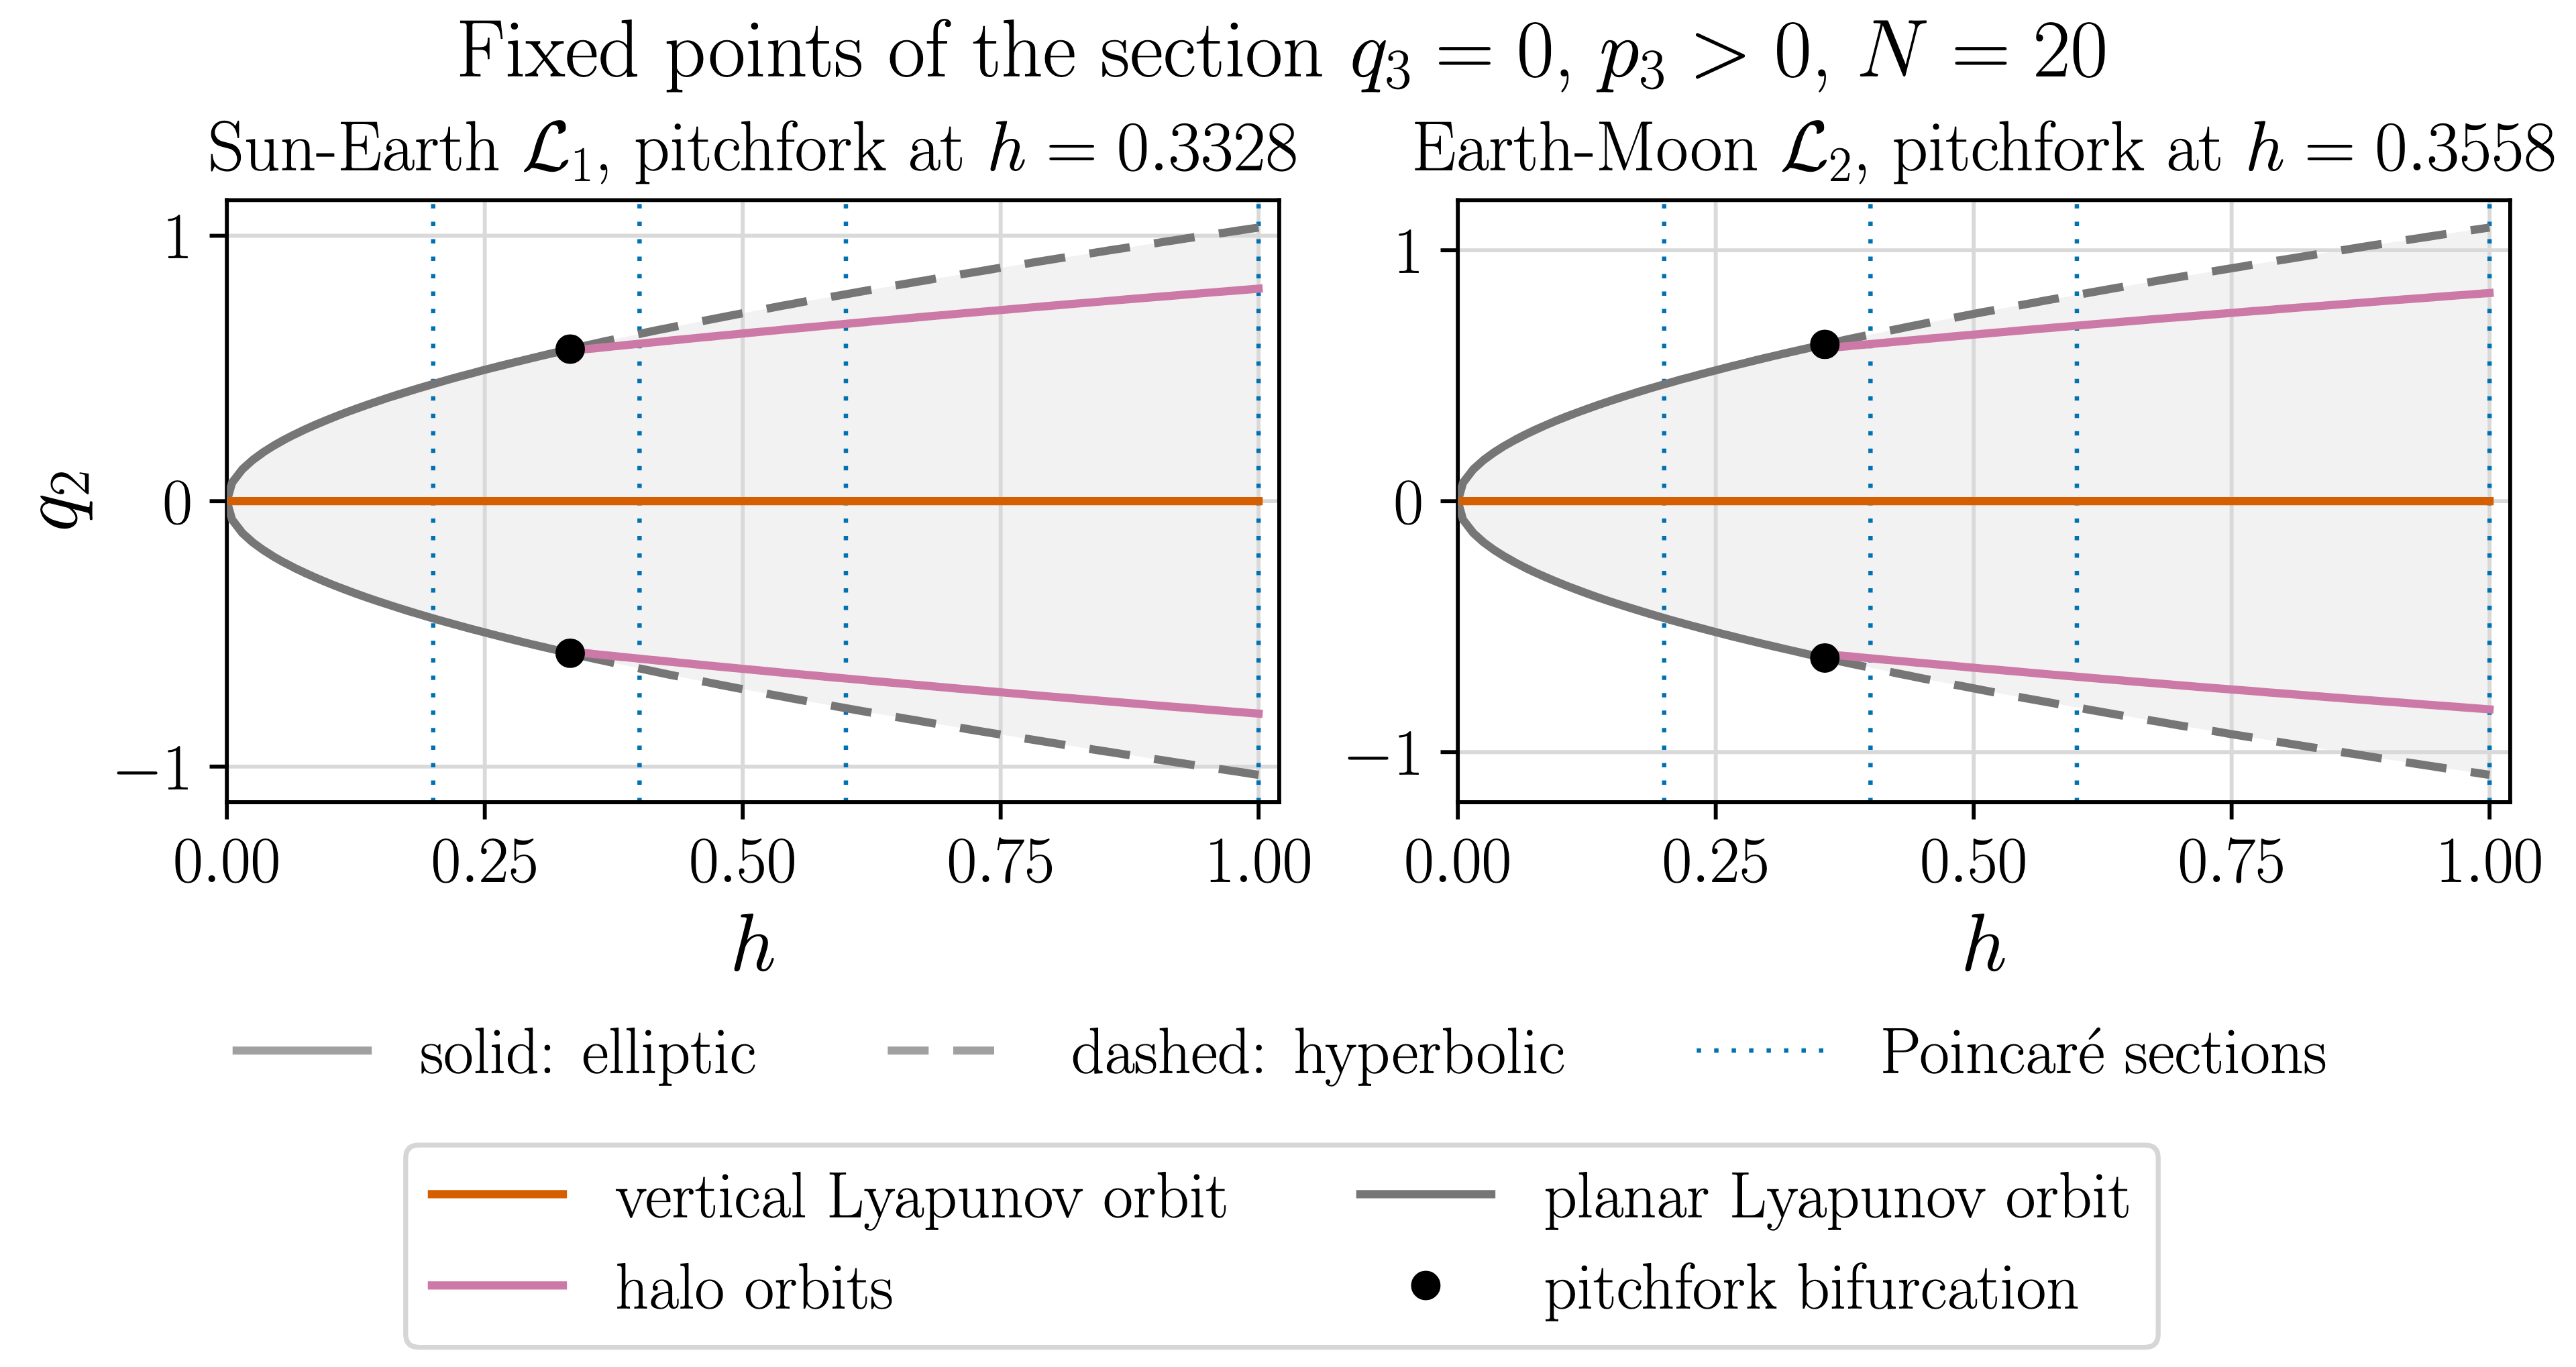 Fixed points of the section q₃ = 0, p₃ > 0, N = 20
Sun-Earth ℒ₁, pitchfork at h = 0.3328
Earth-Moon ℒ₂, pitchfork at h = 0.3558
q₂
1
0
−1
0.00 0.25 0.50 0.75 1.00
h
1
0
−1
0.00 0.25 0.50 0.75 1.00
h
solid: elliptic
dashed: hyperbolic
Poincaré sections
vertical Lyapunov orbit
planar Lyapunov orbit
halo orbits
pitchfork bifurcation